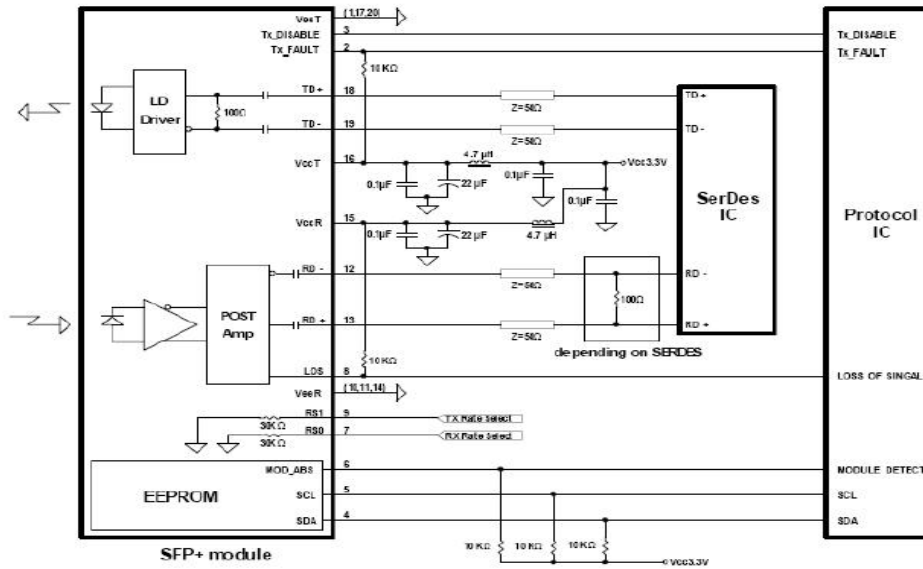 VeeT (1,17,20)
Tx_DISABLE 3 Tx_DISABLE
Tx_FAULT 2 Tx_FAULT
10 KΩ
LD Driver
100Ω
TD+ 18 Z=50Ω TD+
TD- 19 Z=50Ω TD-
VccT 16 4.7 µH Vcc3.3V
0.1µF 22 µF 0.1µF 0.1µF
SerDes IC
Protocol IC
VccR 15
0.1µF 22 µF 4.7 µH
RD - 12 Z=50Ω RD -
POST Amp
100Ω
RD + 13 Z=50Ω RD +
depending on SERDES
10 KΩ
LOS 8 LOSS OF SINGAL
VeeR (10,11,14)
RS1 9 TX Rate Select
30KΩ
RS0 7 RX Rate Select
30KΩ
EEPROM
MOD_ABS 6 MODULE DETECT
SCL 5 SCL
SDA 4 SDA
10 KΩ 10 KΩ 10 KΩ
Vcc3.3V
SFP+ module